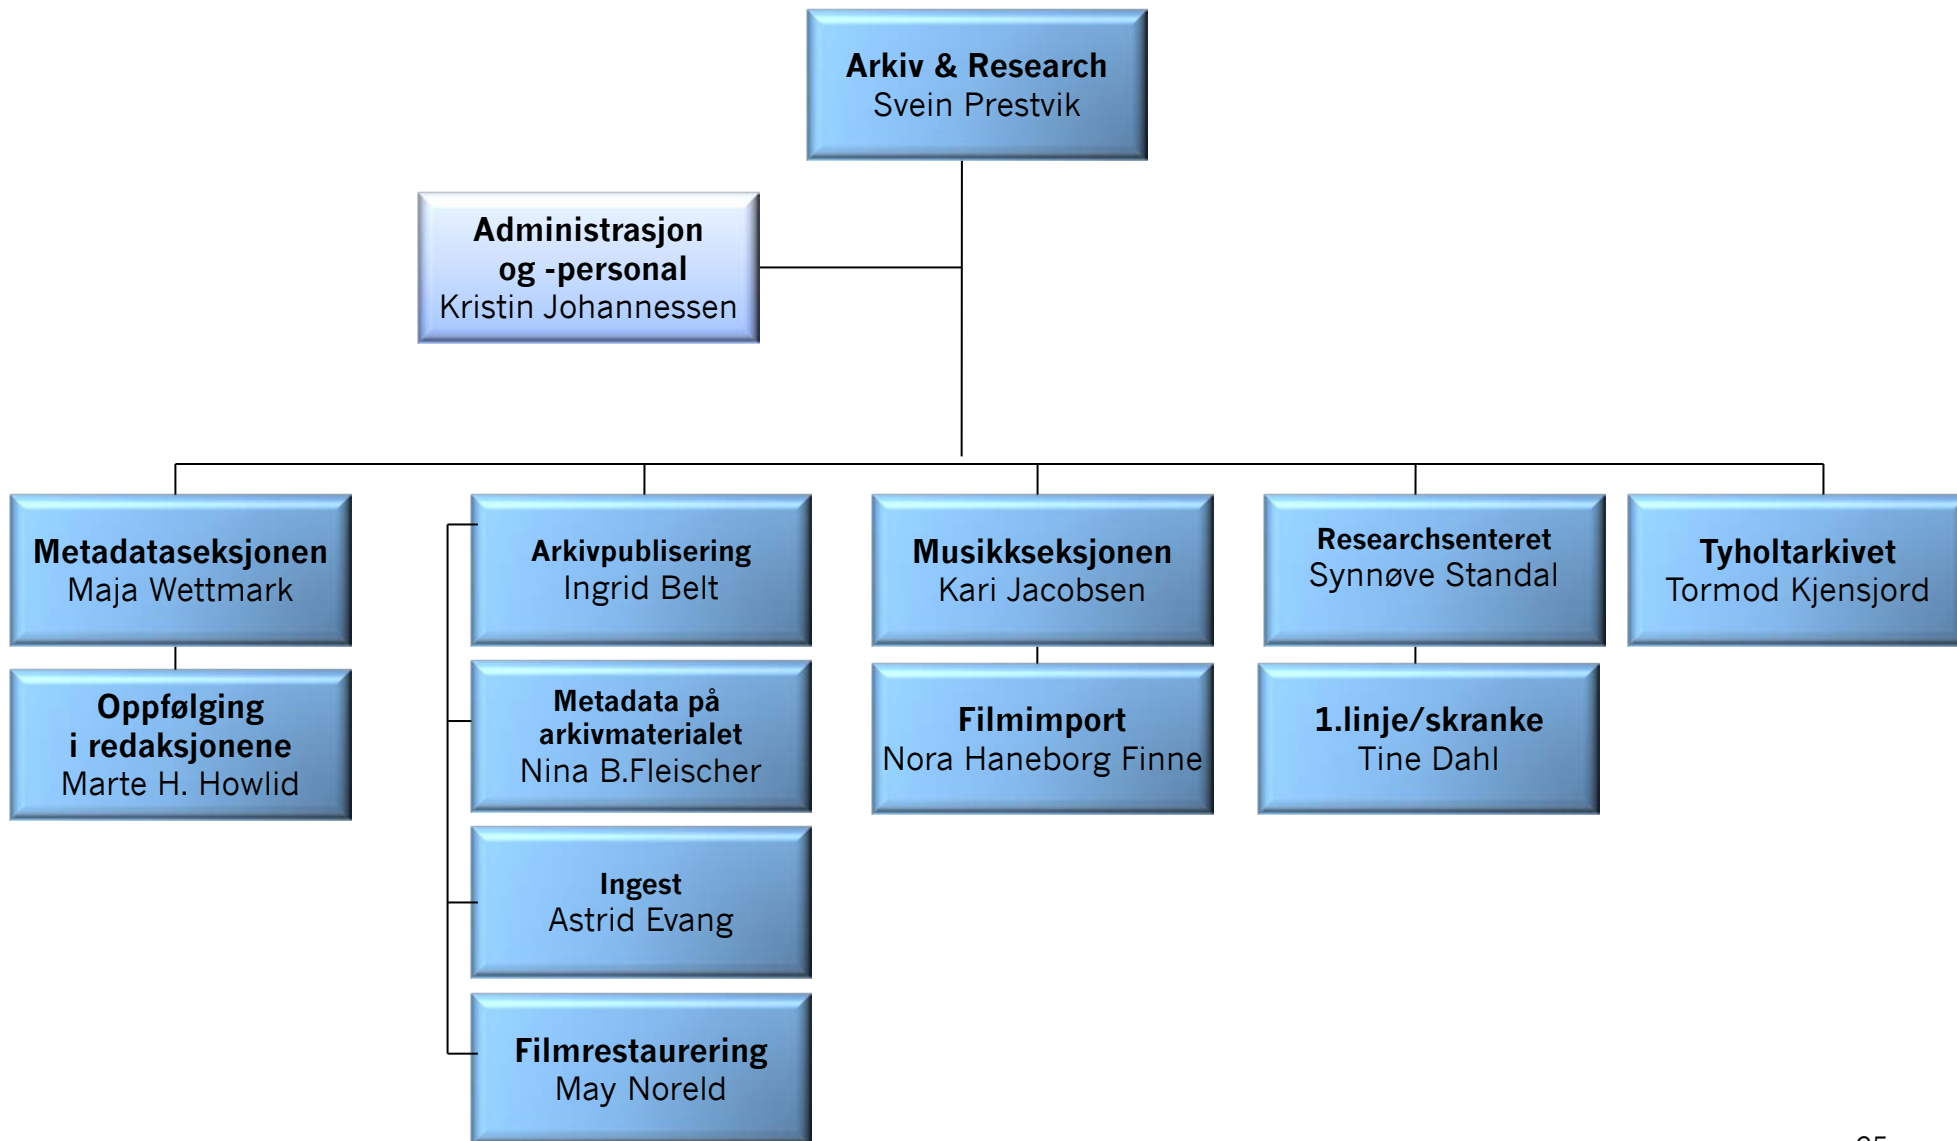 Arkiv & Research
Svein Prestvik
Administrasjon
og -personal
Kristin Johannessen
Metadataseksjonen
Maja Wettmark
Oppfølging
i redaksjonene
Marte H. Howlid
Arkivpublisering
Ingrid Belt
Metadata på
arkivmaterialet
Nina B.Fleischer
Ingest
Astrid Evang
Filmrestaurering
May Noreld
Musikkseksjonen
Kari Jacobsen
Filmimport
Nora Haneborg Finne
Researchsenteret
Synnøve Standal
1.linje/skranke
Tine Dahl
Tyholtarkivet
Tormod Kjensjord